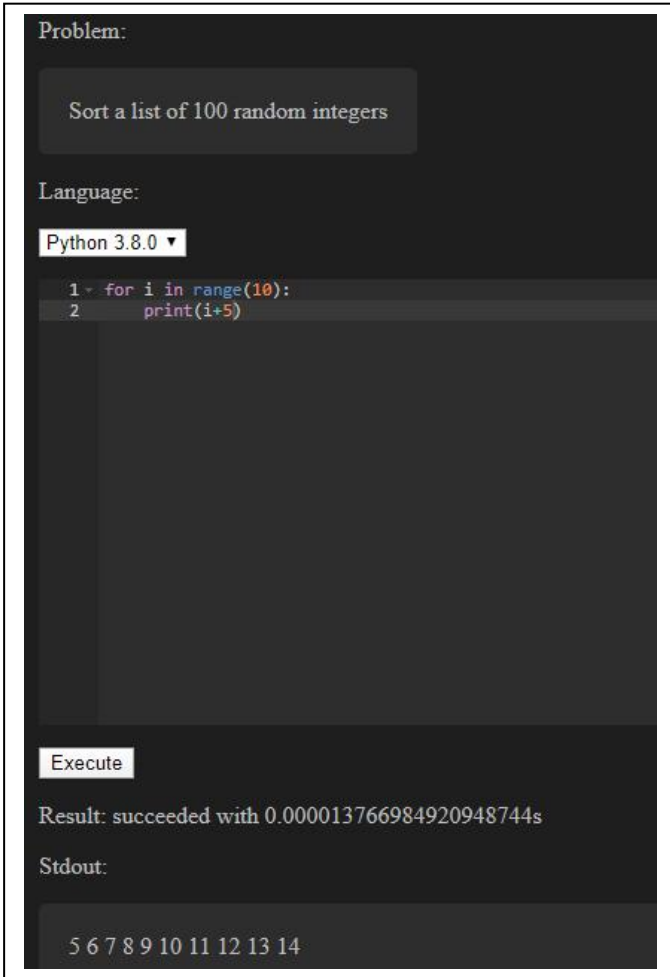 Problem:
Sort a list of 100 random integers
Language:
Python 3.8.0 ▼
1 for i in range(10):
2     print(i+5)
Execute
Result: succeeded with 0.000013766984920948744s
Stdout:
5 6 7 8 9 10 11 12 13 14